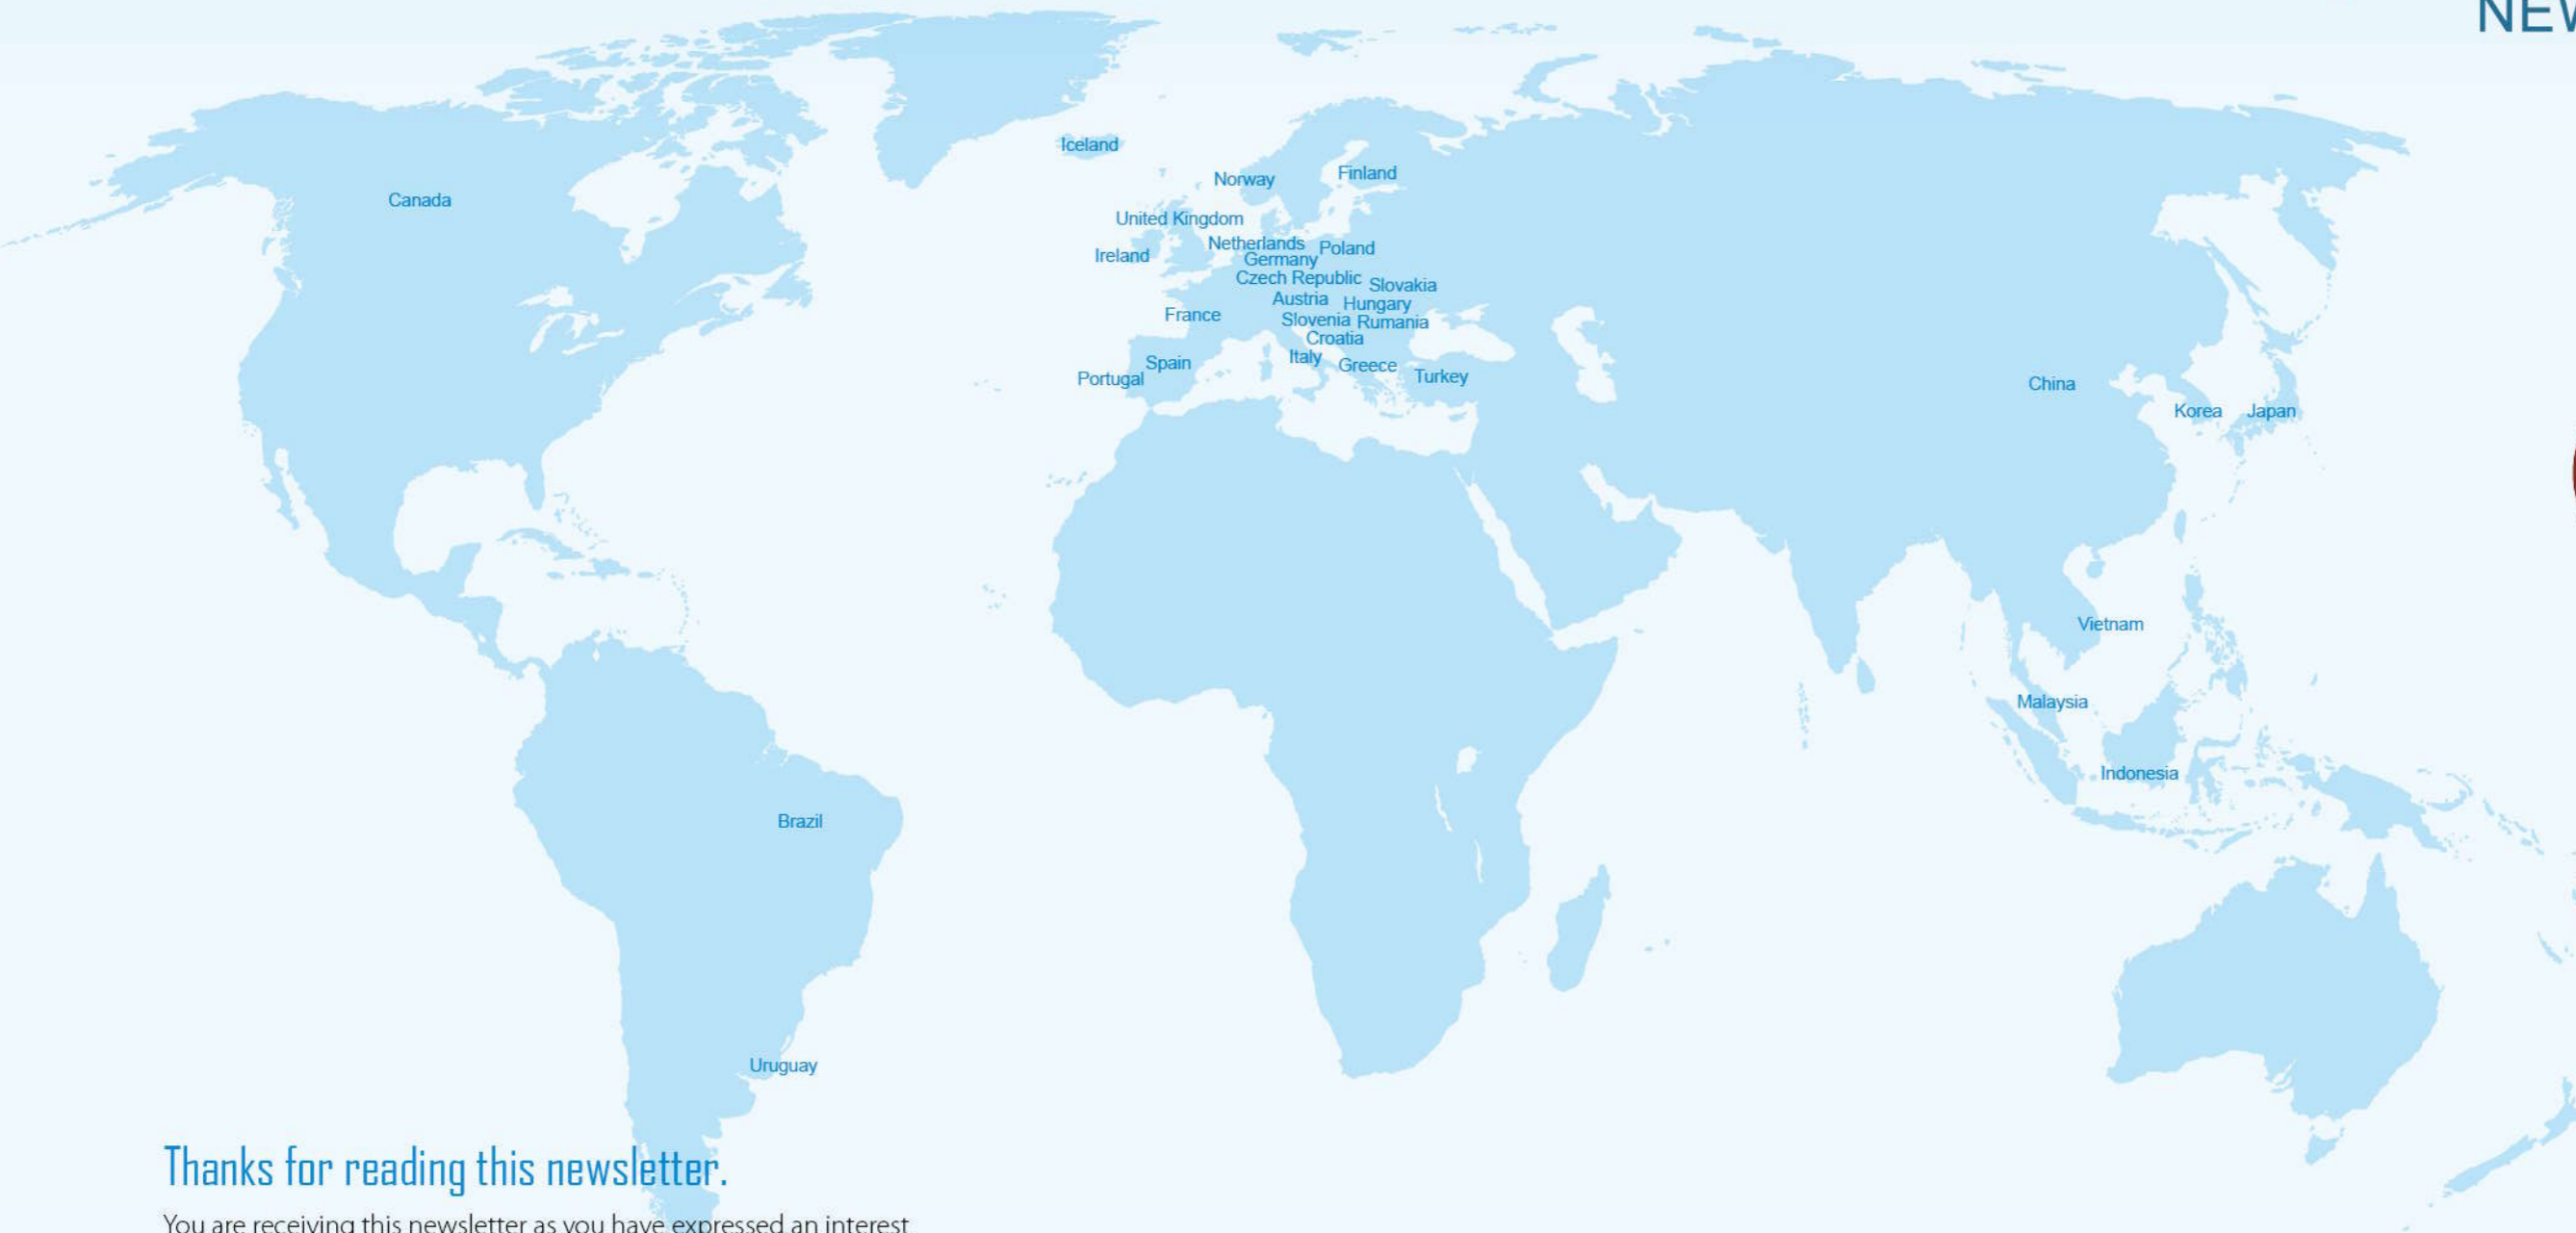 NEW
Iceland
Norway
Finland
Canada
United Kingdom
Netherlands
Poland
Ireland
Germany
Czech Republic
Slovakia
Austria
Hungary
France
Slovenia
Rumania
Croatia
Italy
Spain
Greece
Portugal
Turkey
China
Korea
Japan
Vietnam
Malaysia
Indonesia
Brazil
Uruguay
Thanks for reading this newsletter.
You are receiving this newsletter as you have expressed an interest